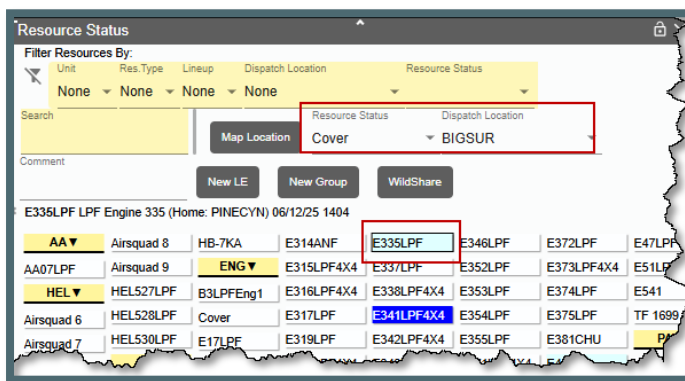 Resource Status
Filter Resources By:
Unit Res.Type Lineup Dispatch Location Resource Status
None None None None
Search Resource Status Dispatch Location
Map Location Cover BIGSUR
Comment
New LE New Group WildShare
E335LPF LPF Engine 335 (Home: PINECYN) 06/12/25 1404
AA▼ Airsquad 8 HB-7KA E314ANF E335LPF E346LPF E372LPF E47LPF
AA07LPF Airsquad 9 ENG▼ E315LPF4X4 E337LPF E352LPF E373LPF4X4
HEL▼ HEL527LPF B3LPFEng1 E316LPF4X4 E338LPF4X4 E353LPF E374LPF E541
Airsquad 6 HEL528LPF Cover E317LPF E341LPF4X4 E354LPF E375LPF TF 1699
Airsquad 7 HEL530LPF E17LPF E319LPF E342LPF4X4 E355LPF E381CHU